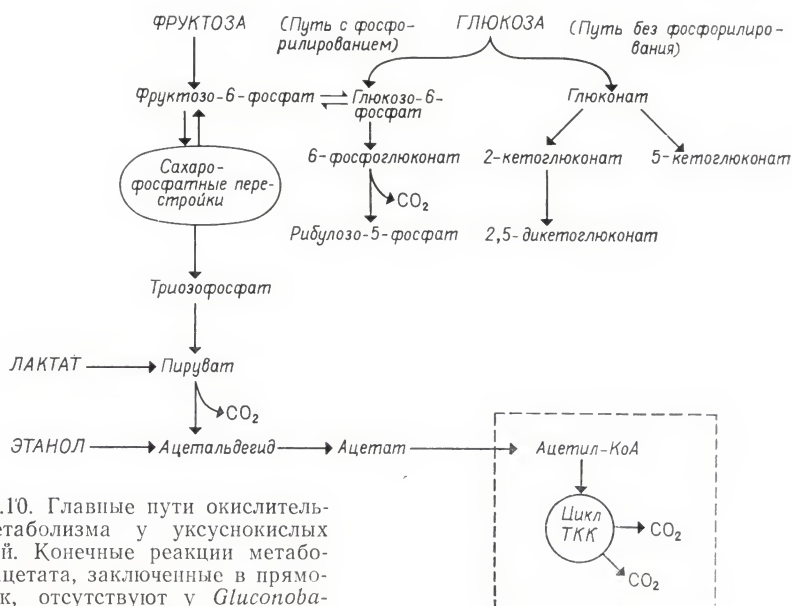 ФРУКТОЗА
(Путь с фосфо-
рилированием)
ГЛЮКОЗА
(Путь без фосфорилиро-
вания)
Фруктозо-6-фосфат
Глюкозо-6-
фосфат
Глюконат
Сахаро-
фосфатные пере-
стройки
6-фосфоглюконат
2-кетоглюконат
5-кетоглюконат
CO2
Рибулозо-5-фосфат
2,5-дикетоглюконат
Триозофосфат
ЛАКТАТ
Пируват
CO2
ЭТАНОЛ
Ацетальдегид
Ацетат
Ацетил-КоА
Цикл
ТКК
CO2
CO2
.10. Главные пути окислитель-
етаболизма у уксуснокислых
й. Конечные реакции метабо-
цетата, заключенные в прямо-
к, отсутствуют у Gluconoba-